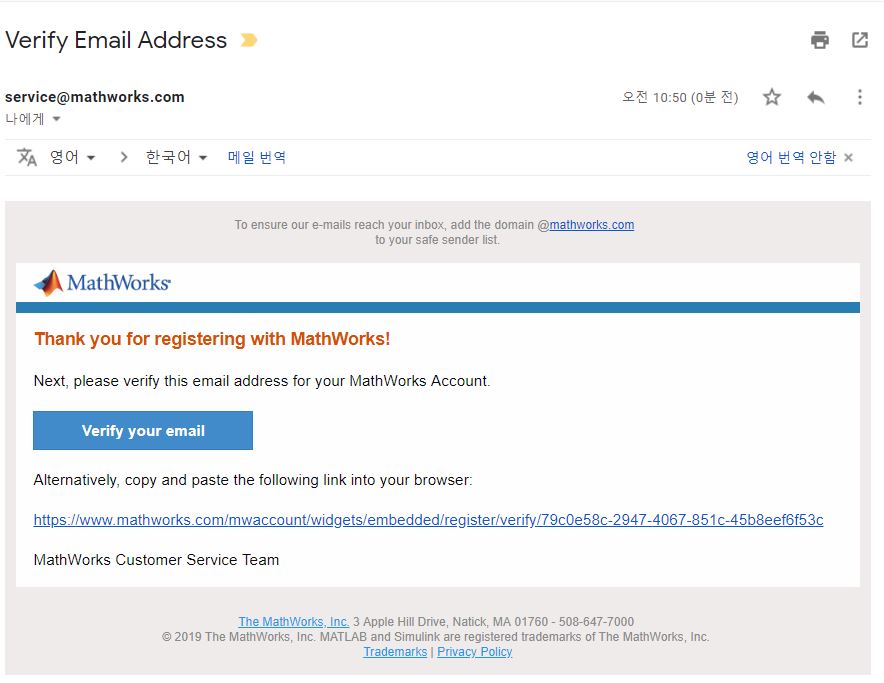 Verify Email Address
service@mathworks.com
오전 10:50 (0분 전)
나에게
영어 > 한국어 메일 번역
영어 번역 안함 ×
To ensure our e-mails reach your inbox, add the domain @mathworks.com
to your safe sender list.
MathWorks®
Thank you for registering with MathWorks!
Next, please verify this email address for your MathWorks Account.
Verify your email
Alternatively, copy and paste the following link into your browser:
https://www.mathworks.com/mwaccount/widgets/embedded/register/verify/79c0e58c-2947-4067-851c-45b8eef6f53c
MathWorks Customer Service Team
The MathWorks, Inc. 3 Apple Hill Drive, Natick, MA 01760 - 508-647-7000
© 2019 The MathWorks, Inc. MATLAB and Simulink are registered trademarks of The MathWorks, Inc.
Trademarks | Privacy Policy